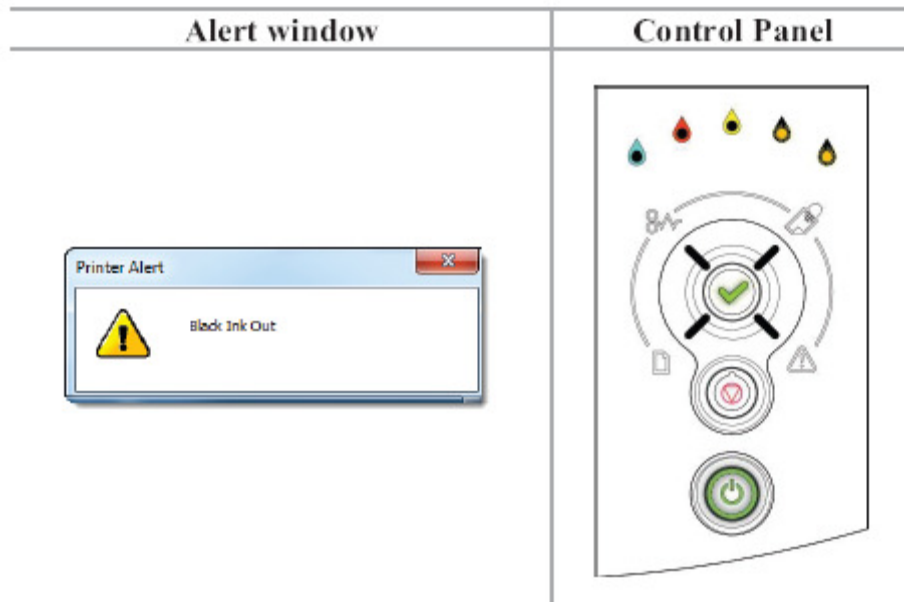 Alert window
Control Panel
Printer Alert
Black Ink Out